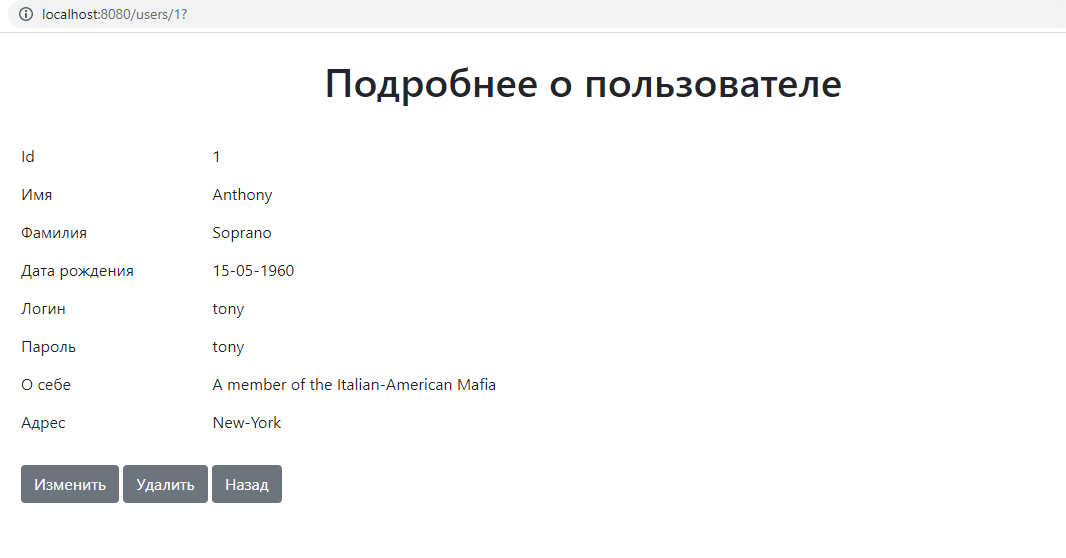 localhost:8080/users/1?
Подробнее о пользователе
Id 1
Имя Anthony
Фамилия Soprano
Дата рождения 15-05-1960
Логин tony
Пароль tony
О себе A member of the Italian-American Mafia
Адрес New-York
Изменить Удалить Назад